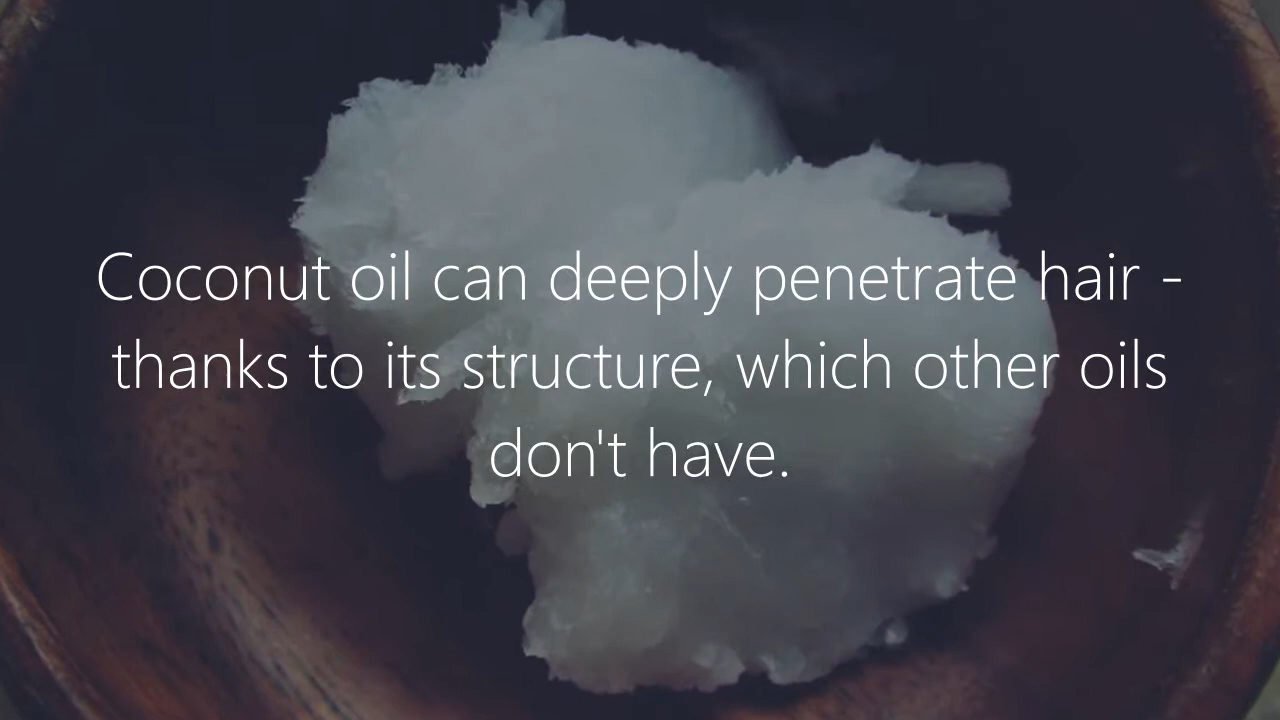 Coconut oil can deeply penetrate hair -
thanks to its structure, which other oils
don't have.